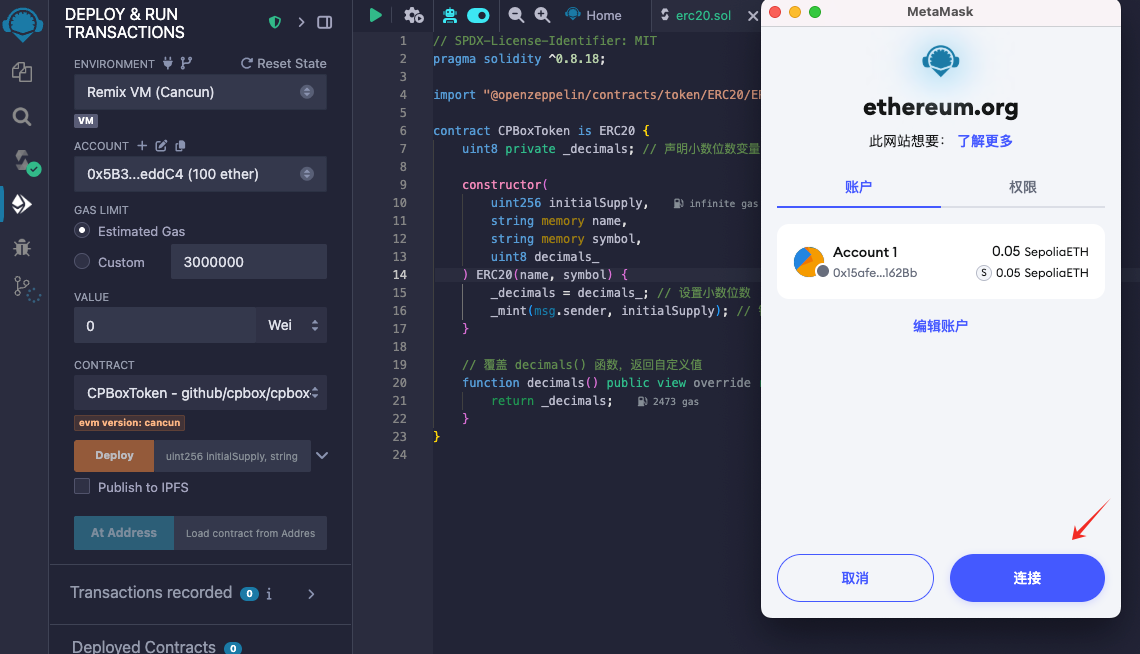 DEPLOY & RUN
TRANSACTIONS
ENVIRONMENT
Reset State
Remix VM (Cancun)
VM
ACCOUNT
0x5B3...eddC4 (100 ether)
GAS LIMIT
Estimated Gas
Custom
3000000
VALUE
0
Wei
CONTRACT
CPBoxToken - github/cpbox/cpbox
evm version: cancun
Deploy
uint256 initialSupply, string
Publish to IPFS
At Address
Load contract from Addres
Transactions recorded 0 i
Deployed Contracts 0
Home
erc20.sol
1 // SPDX-License-Identifier: MIT
2 pragma solidity ^0.8.18;
3
4 import "@openzeppelin/contracts/token/ERC20/
5
6 contract CPBoxToken is ERC20 {
7 uint8 private _decimals; // 声明小数位数变量
8
9 constructor(
10 uint256 initialSupply, infinite gas
11 string memory name,
12 string memory symbol,
13 uint8 decimals_
14 ) ERC20(name, symbol) {
15 _decimals = decimals_; // 设置小数位数
16 _mint(msg.sender, initialSupply); //
17 }
18
19 // 覆盖 decimals() 函数，返回自定义值
20 function decimals() public view override
21 return _decimals; 2473 gas
22 }
23 }
24
MetaMask
ethereum.org
此网站想要： 了解更多
账户
权限
Account 1
0.05 SepoliaETH
0x15afe...162Bb
S 0.05 SepoliaETH
编辑账户
取消
连接